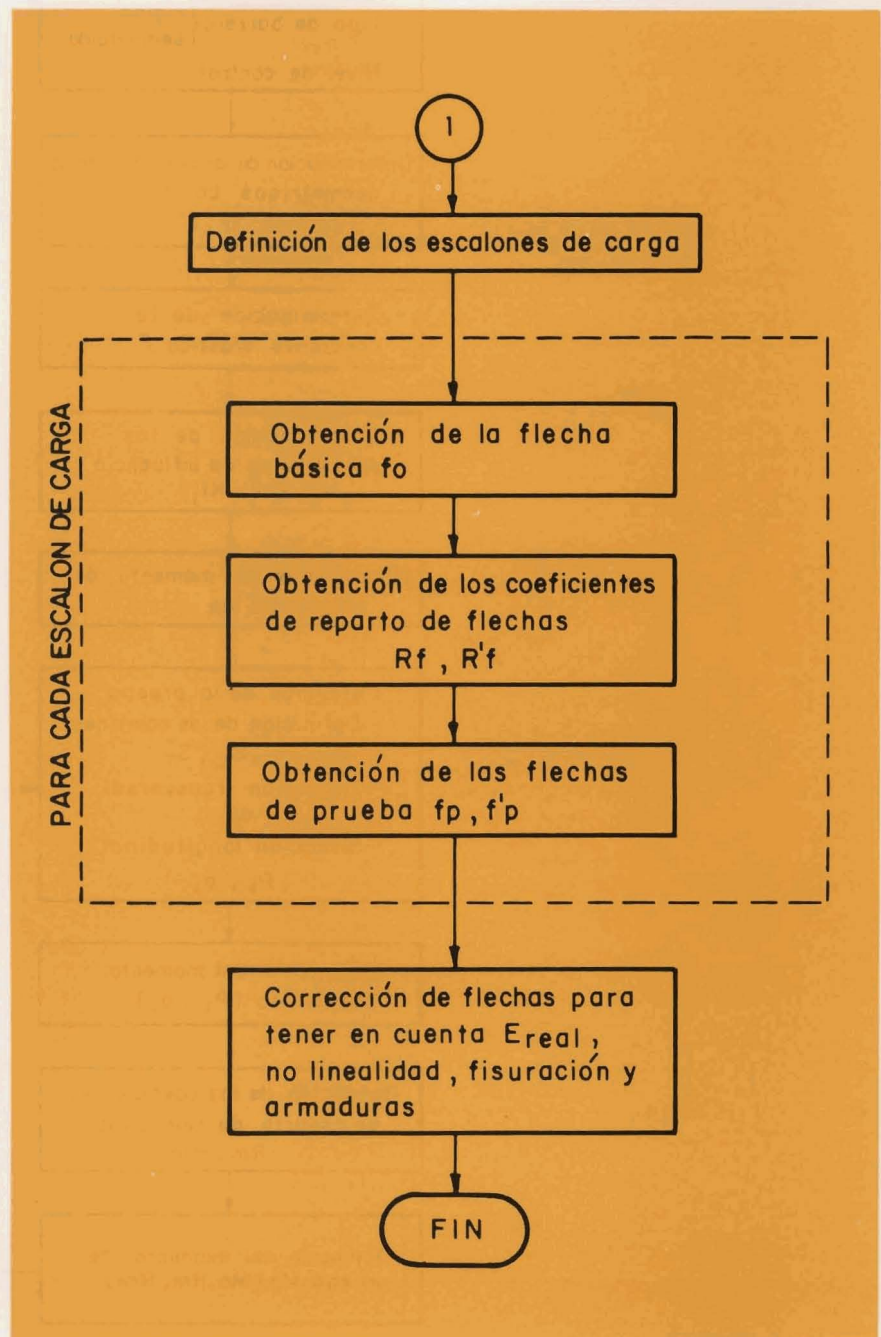 1
Definición de los escalones de carga
PARA CADA ESCALON DE CARGA
Obtención de la flecha
básica fo
Obtención de los coeficientes
de reparto de flechas
Rf , R'f
Obtención de las flechas
de prueba fp , f'p
Corrección de flechas para
tener en cuenta Ereal ,
no linealidad , fisuración y
armaduras
FIN